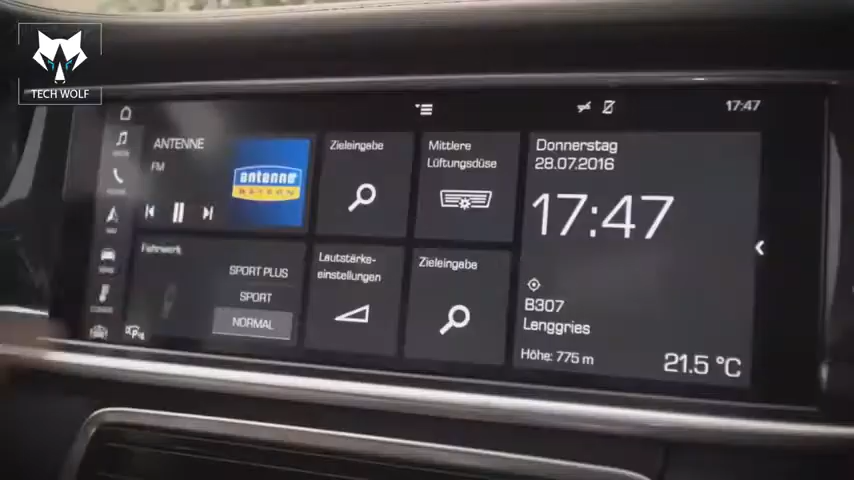 TECH WOLF
17:47
ANTENNE
FM
antenne
BAYERN
Fahrwerk
SPORT PLUS
SPORT
NORMAL
Zieleingabe
Mittlere
Lüftungsdüse
Lautstärke-
einstellungen
Zieleingabe
Donnerstag
28.07.2016
17:47
B307
Lenggries
Höhe: 775 m
21.5 °C